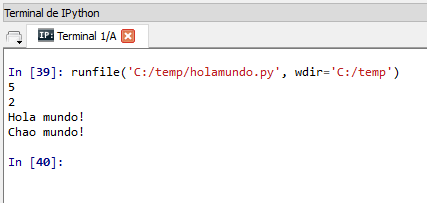 Terminal de IPython
IP: Terminal 1/A
In [39]: runfile('C:/temp/holamundo.py', wdir='C:/temp')
5
2
Hola mundo!
Chao mundo!
In [40]: